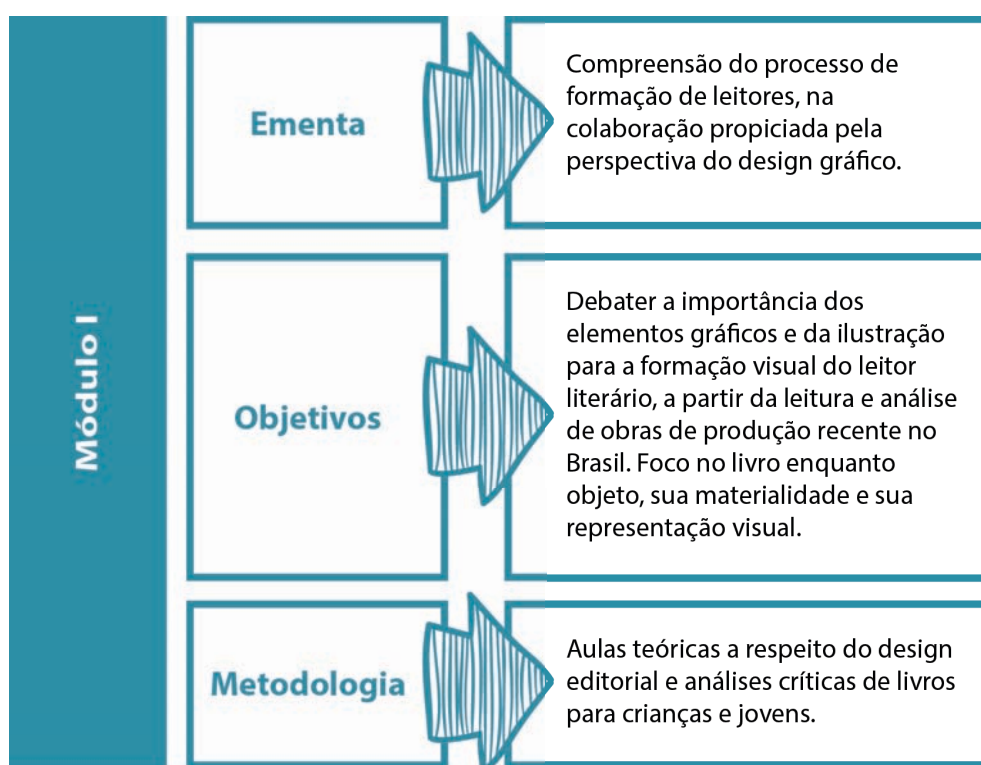 Módulo I
Ementa
Compreensão do processo de
formação de leitores, na
colaboração propiciada pela
perspectiva do design gráfico.
Objetivos
Debater a importância dos
elementos gráficos e da ilustração
para a formação visual do leitor
literário, a partir da leitura e análise
de obras de produção recente no
Brasil. Foco no livro enquanto
objeto, sua materialidade e sua
representação visual.
Metodologia
Aulas teóricas a respeito do design
editorial e análises críticas de livros
para crianças e jovens.